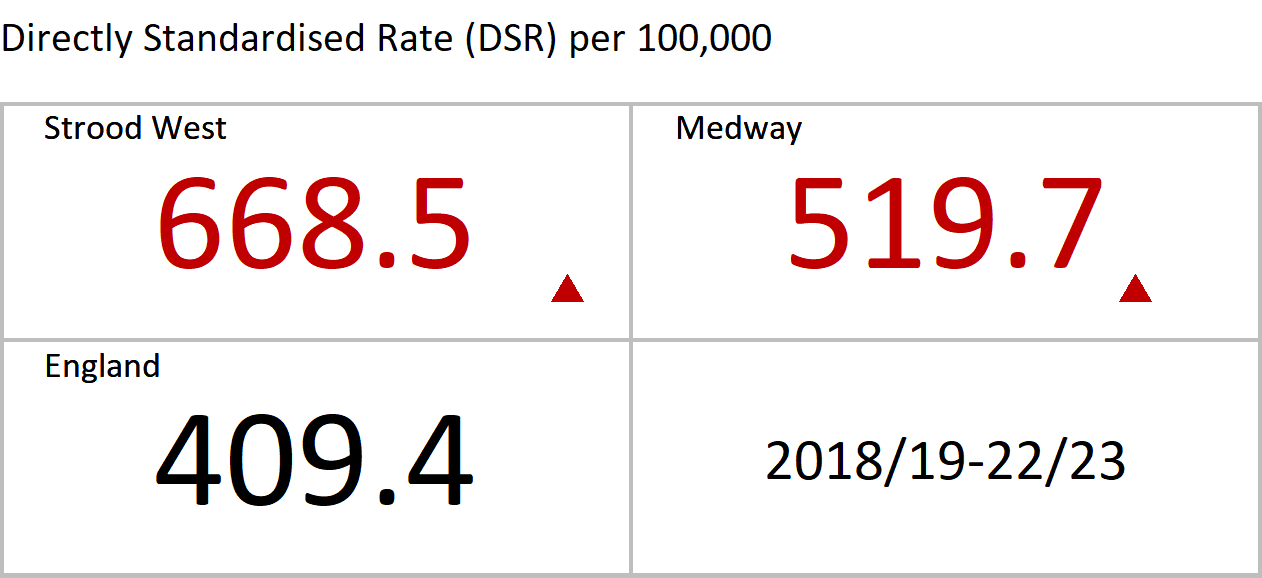 Directly Standardised Rate (DSR) per 100,000
Strood West
668.5
Medway
519.7
England
409.4
2018/19-22/23